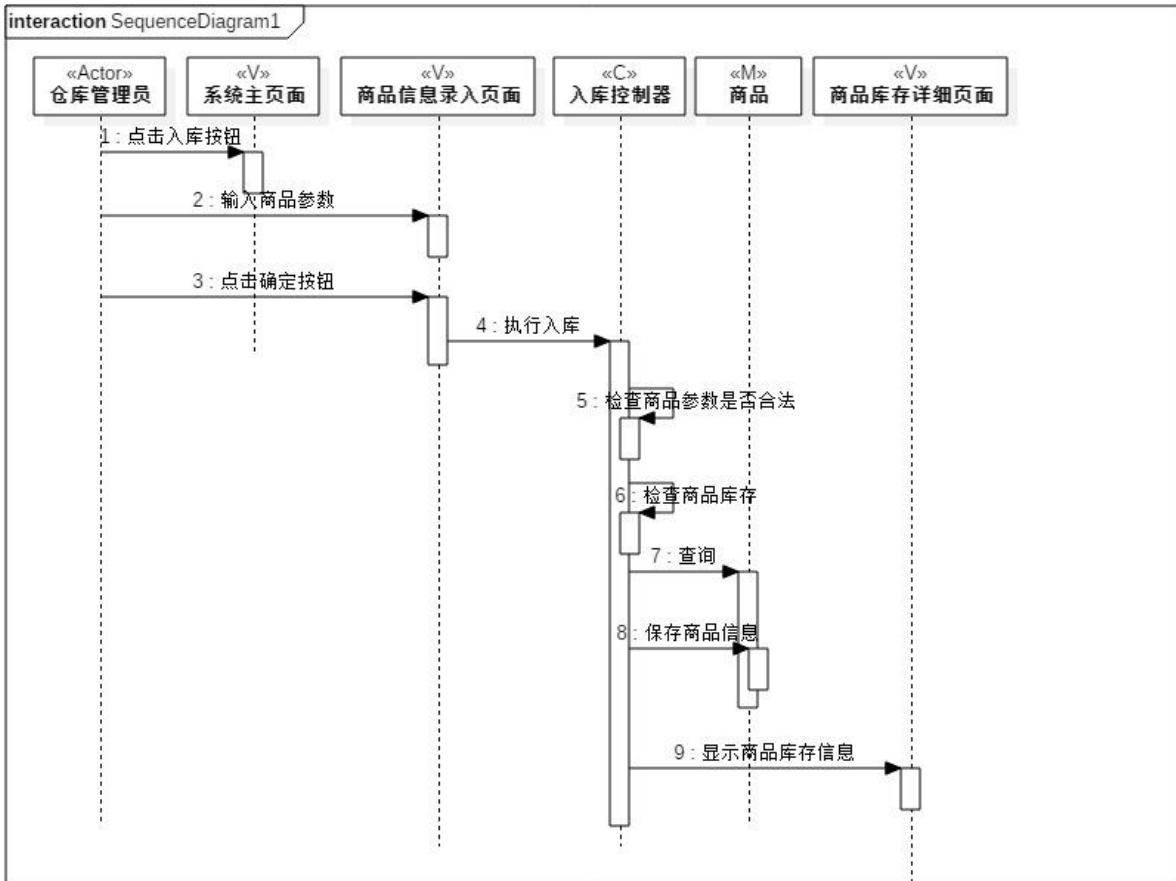 interaction SequenceDiagram1
«Actor»
仓库管理员
«V»
系统主页面
«V»
商品信息录入页面
«C»
入库控制器
«M»
商品
«V»
商品库存详细页面
1 : 点击入库按钮
2 : 输入商品参数
3 : 点击确定按钮
4 : 执行入库
5 : 检查商品参数是否合法
6 : 检查商品库存
7 : 查询
8 : 保存商品信息
9 : 显示商品库存信息